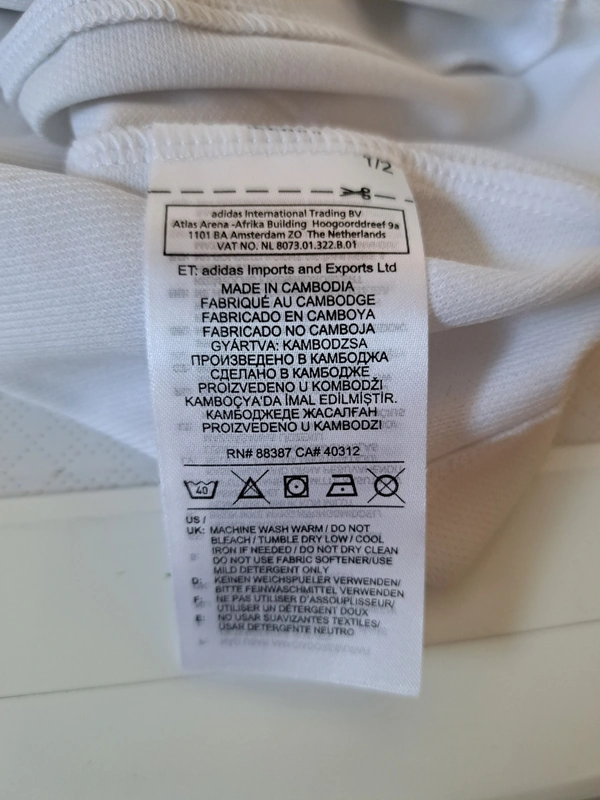 1/2
adidas International Trading BV
Atlas Arena -Afrika Building Hoogoorddreef 9a
1101 BA Amsterdam ZO The Netherlands
VAT NO. NL 8073.01.322.B.01
ET: adidas Imports and Exports Ltd
MADE IN CAMBODIA
FABRIQUÉ AU CAMBODGE
FABRICADO EN CAMBOYA
FABRICADO NO CAMBOJA
GYÁRTVA: KAMBODZSA
ПРОИЗВЕДЕНО В КАМБОДЖА
СДЕЛАНО В КАМБОДЖЕ
PROIZVEDENO U KOMBODŽI
KAMBOÇYA'DA İMAL EDİLMİŞTİR.
КАМБОДЖЕДЕ ЖАСАЛҒАН
PROIZVEDENO U KAMBODZI
RN# 88387 CA# 40312
40
US /
UK: MACHINE WASH WARM / DO NOT
BLEACH / TUMBLE DRY LOW / COOL
IRON IF NEEDED / DO NOT DRY CLEAN
DO NOT USE FABRIC SOFTENER/USE
MILD DETERGENT ONLY
D: KEINEN WEICHSPUELER VERWENDEN/
BITTE FEINWASCHMITTEL VERWENDEN
F: NE PAS UTILISER D'ASSOUPLISSEUR/
UTILISER UN DÉTERGENT DOUX
E: NO USAR SUAVIZANTES TEXTILES/
USAR DETERGENTE NEUTRO